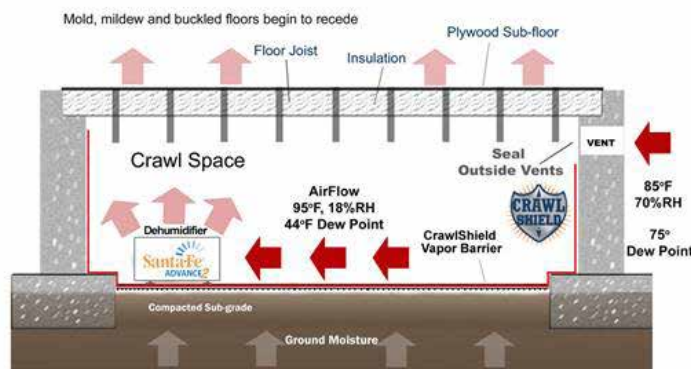 Mold, mildew and buckled floors begin to recede
Plywood Sub-floor
Floor Joist
Insulation
Crawl Space
Seal
Outside Vents
VENT
85°F
70%RH
75°
Dew Point
AirFlow
95°F, 18%RH
44°F Dew Point
CRAWL
SHIELD
Dehumidifier
Santa Fe
ADVANCE2
CrawlShield
Vapor Barrier
Compacted Sub-grade
Ground Moisture